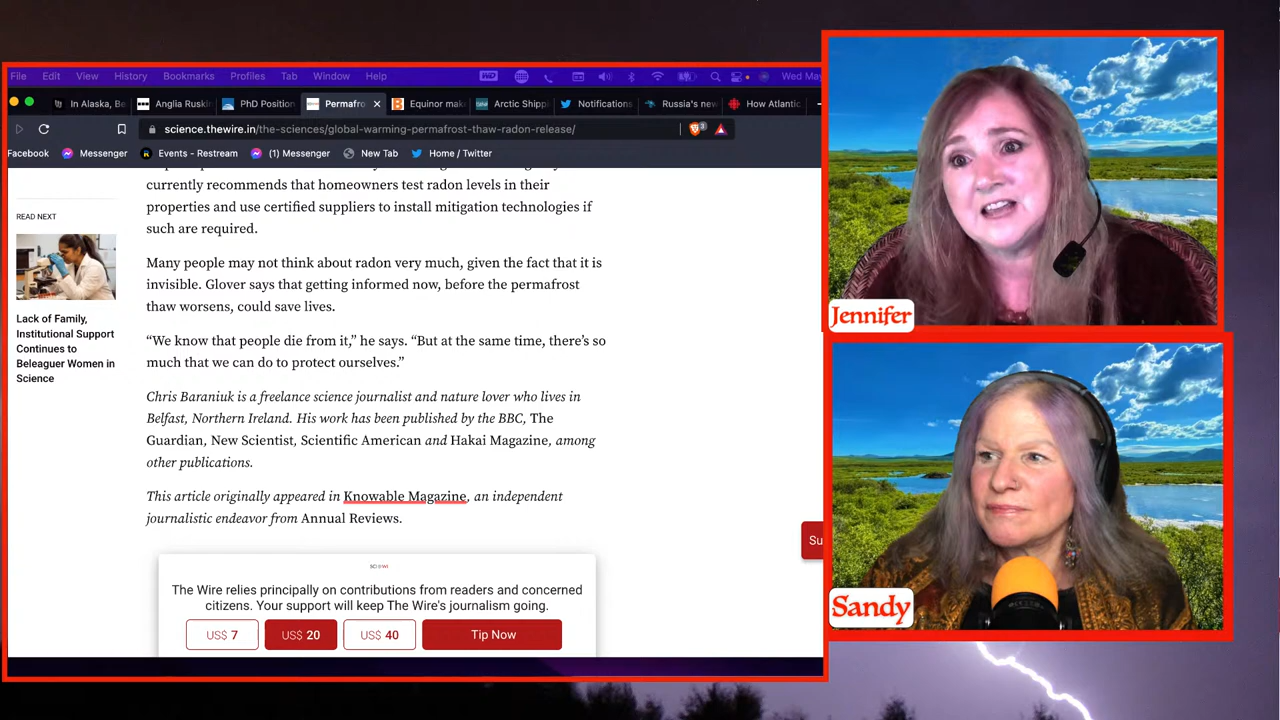 File Edit View History Bookmarks Profiles Tab Window Help Wed May
In Alaska, Be Anglia Ruski PhD Position Permafro Equinor mak Arctic Shippi Notifications Russia's new How Atlantic
science.thewire.in/the-sciences/global-warming-permafrost-thaw-radon-release/
Facebook Messenger Events - Restream (1) Messenger New Tab Home / Twitter
currently recommends that homeowners test radon levels in their
properties and use certified suppliers to install mitigation technologies if
such are required.
READ NEXT
Lack of Family,
Institutional Support
Continues to
Beleaguer Women in
Science
Many people may not think about radon very much, given the fact that it is
invisible. Glover says that getting informed now, before the permafrost
thaw worsens, could save lives.
“We know that people die from it,” he says. “But at the same time, there’s so
much that we can do to protect ourselves.”
Chris Baraniuk is a freelance science journalist and nature lover who lives in
Belfast, Northern Ireland. His work has been published by the BBC, The
Guardian, New Scientist, Scientific American and Hakai Magazine, among
other publications.
This article originally appeared in Knowable Magazine, an independent
journalistic endeavor from Annual Reviews.
Su
The Wire relies principally on contributions from readers and concerned
citizens. Your support will keep The Wire's journalism going.
US$ 7 US$ 20 US$ 40 Tip Now
Jennifer
Sandy